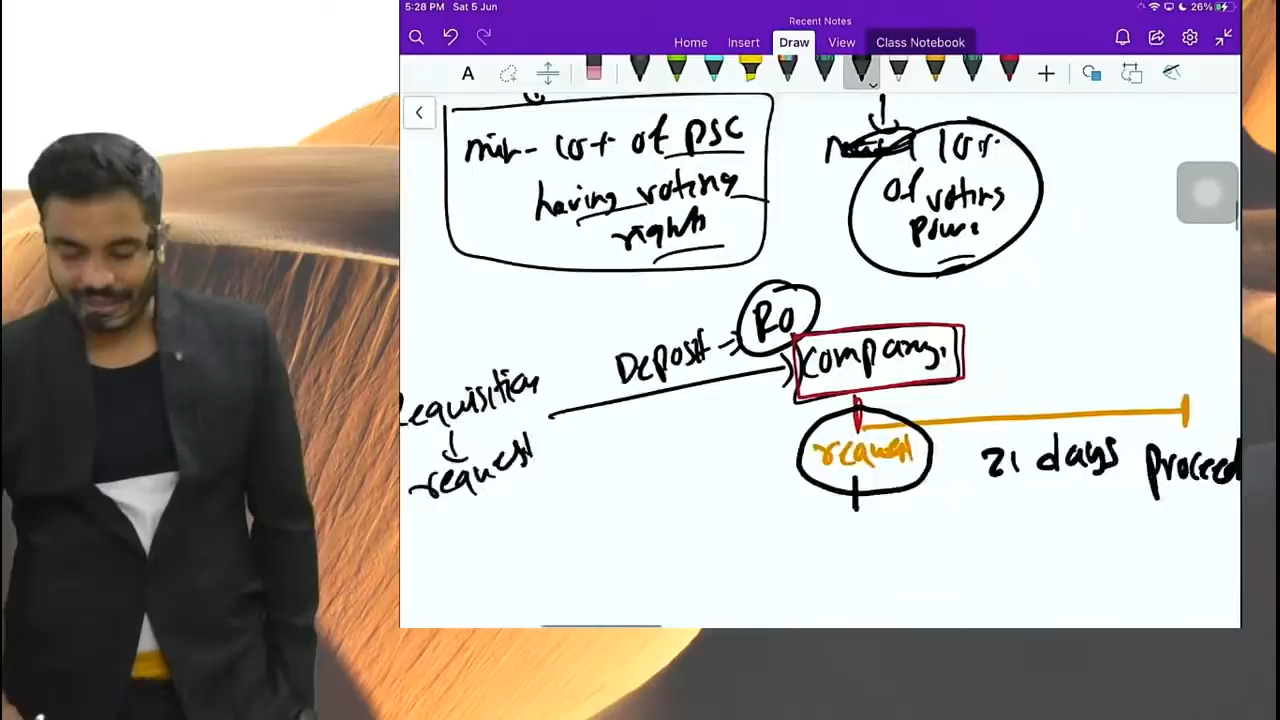 5:28 PM Sat 5 Jun
26%
Recent Notes
Home Insert Draw View Class Notebook
A
min- 10% of PSC
having voting
rights
10%
of voting
power
RO
Deposit
company.
requisition
request
request
21 days
proceed